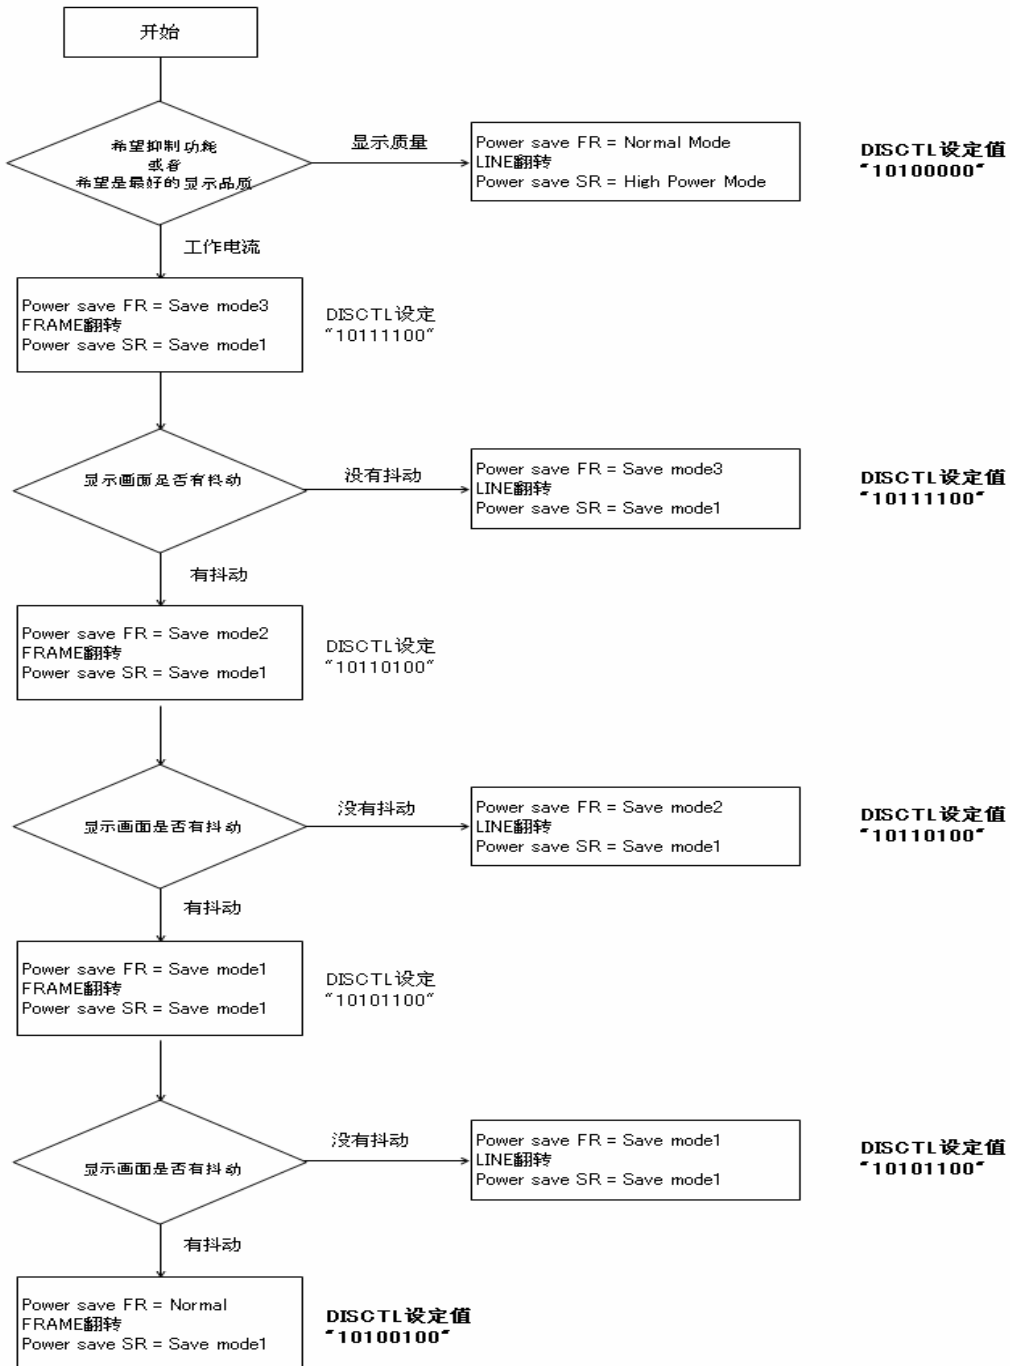 开始
希望抑制功耗
或者
希望是最好的显示品质
显示质量
Power save FR = Normal Mode
LINE翻转
Power save SR = High Power Mode
DISCTL设定值
"10100000"
工作电流
Power save FR = Save mode3
FRAME翻转
Power save SR = Save mode1
DISCTL设定
"10111100"
显示画面是否有抖动
没有抖动
Power save FR = Save mode3
LINE翻转
Power save SR = Save mode1
DISCTL设定值
"10111100"
有抖动
Power save FR = Save mode2
FRAME翻转
Power save SR = Save mode1
DISCTL设定
"10110100"
显示画面是否有抖动
没有抖动
Power save FR = Save mode2
LINE翻转
Power save SR = Save mode1
DISCTL设定值
"10110100"
有抖动
Power save FR = Save mode1
FRAME翻转
Power save SR = Save mode1
DISCTL设定
"10101100"
显示画面是否有抖动
没有抖动
Power save FR = Save mode1
LINE翻转
Power save SR = Save mode1
DISCTL设定值
"10101100"
有抖动
Power save FR = Normal
FRAME翻转
Power save SR = Save mode1
DISCTL设定值
"10100100"